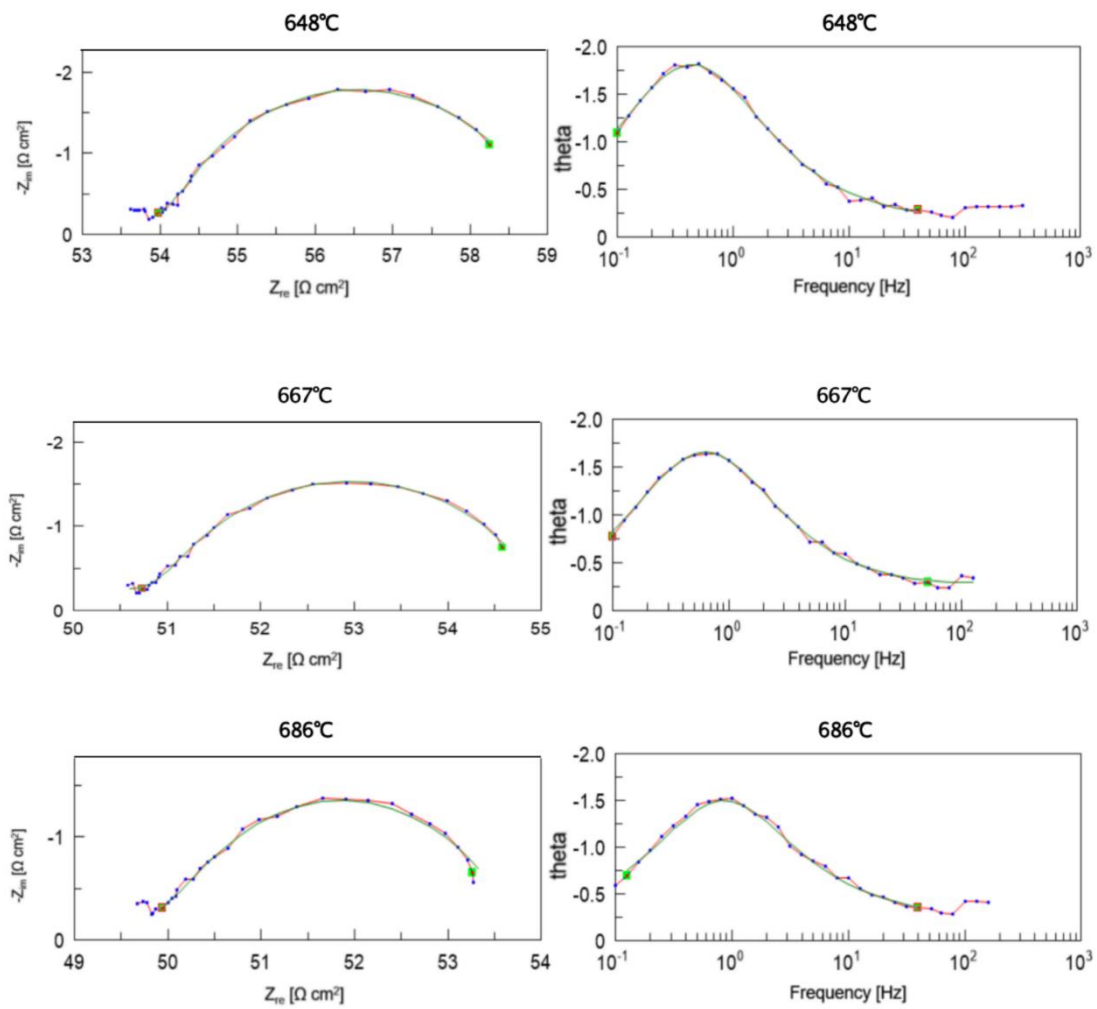 648℃
648℃
-2
-1
0
-Zim [Ω cm²]
53 54 55 56 57 58 59
Zre [Ω cm²]
-2.0
-1.5
-1.0
-0.5
0
theta
10⁻¹ 10⁰ 10¹ 10² 10³
Frequency [Hz]
667℃
667℃
-2
-1
0
-Zim [Ω cm²]
50 51 52 53 54 55
Zre [Ω cm²]
-2.0
-1.5
-1.0
-0.5
0
theta
10⁻¹ 10⁰ 10¹ 10² 10³
Frequency [Hz]
686℃
686℃
-1
0
-Zim [Ω cm²]
49 50 51 52 53 54
Zre [Ω cm²]
-2.0
-1.5
-1.0
-0.5
0
theta
10⁻¹ 10⁰ 10¹ 10² 10³
Frequency [Hz]